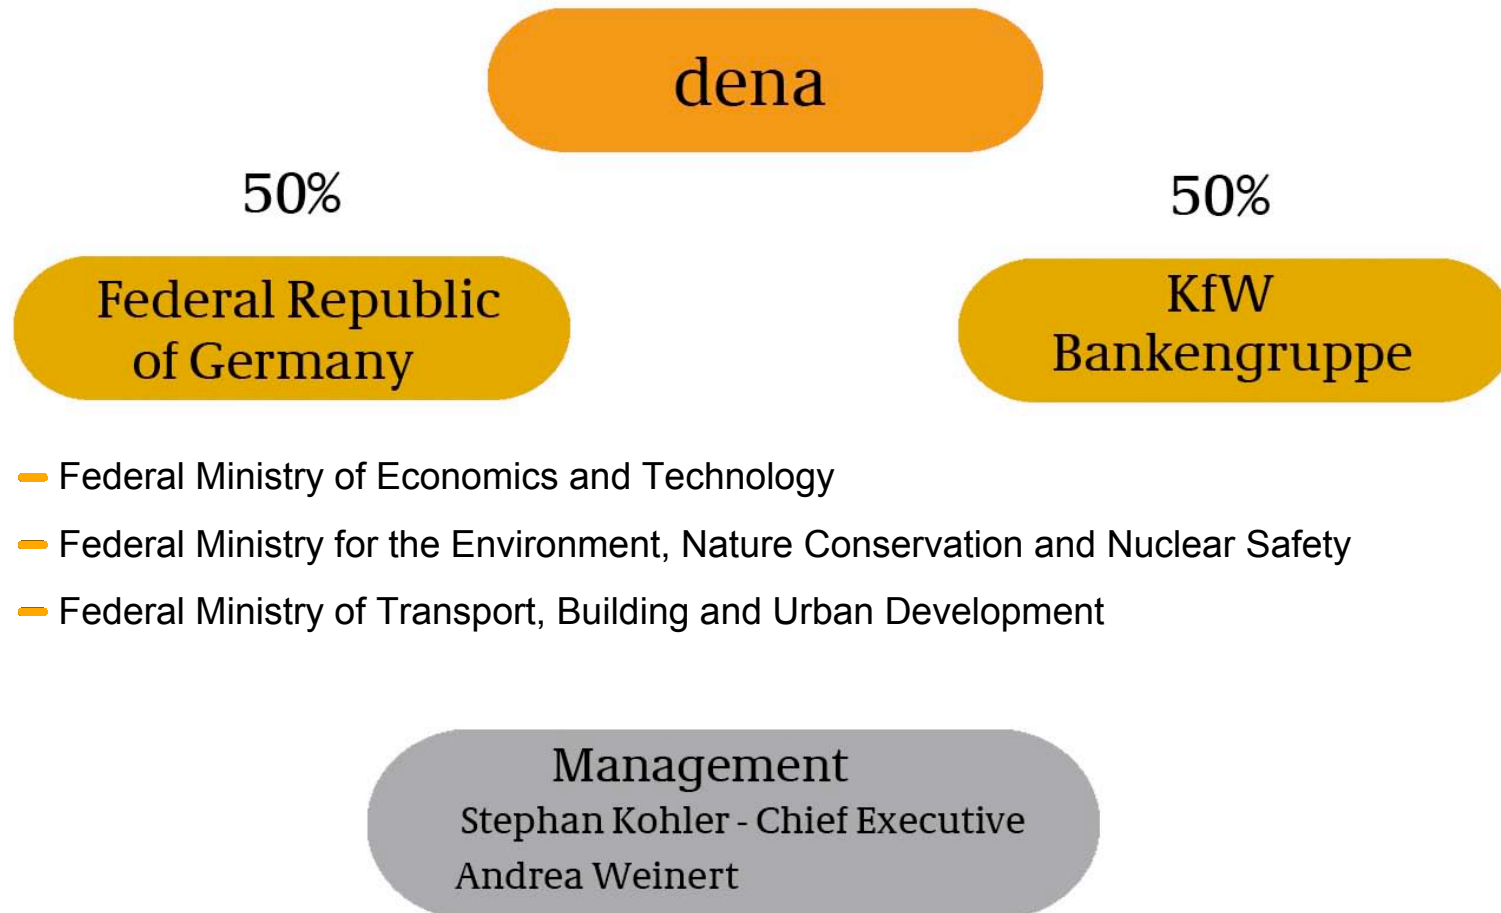 dena
50%
50%
Federal Republic
of Germany
KfW
Bankengruppe
Federal Ministry of Economics and Technology
Federal Ministry for the Environment, Nature Conservation and Nuclear Safety
Federal Ministry of Transport, Building and Urban Development
Management
Stephan Kohler - Chief Executive
Andrea Weinert